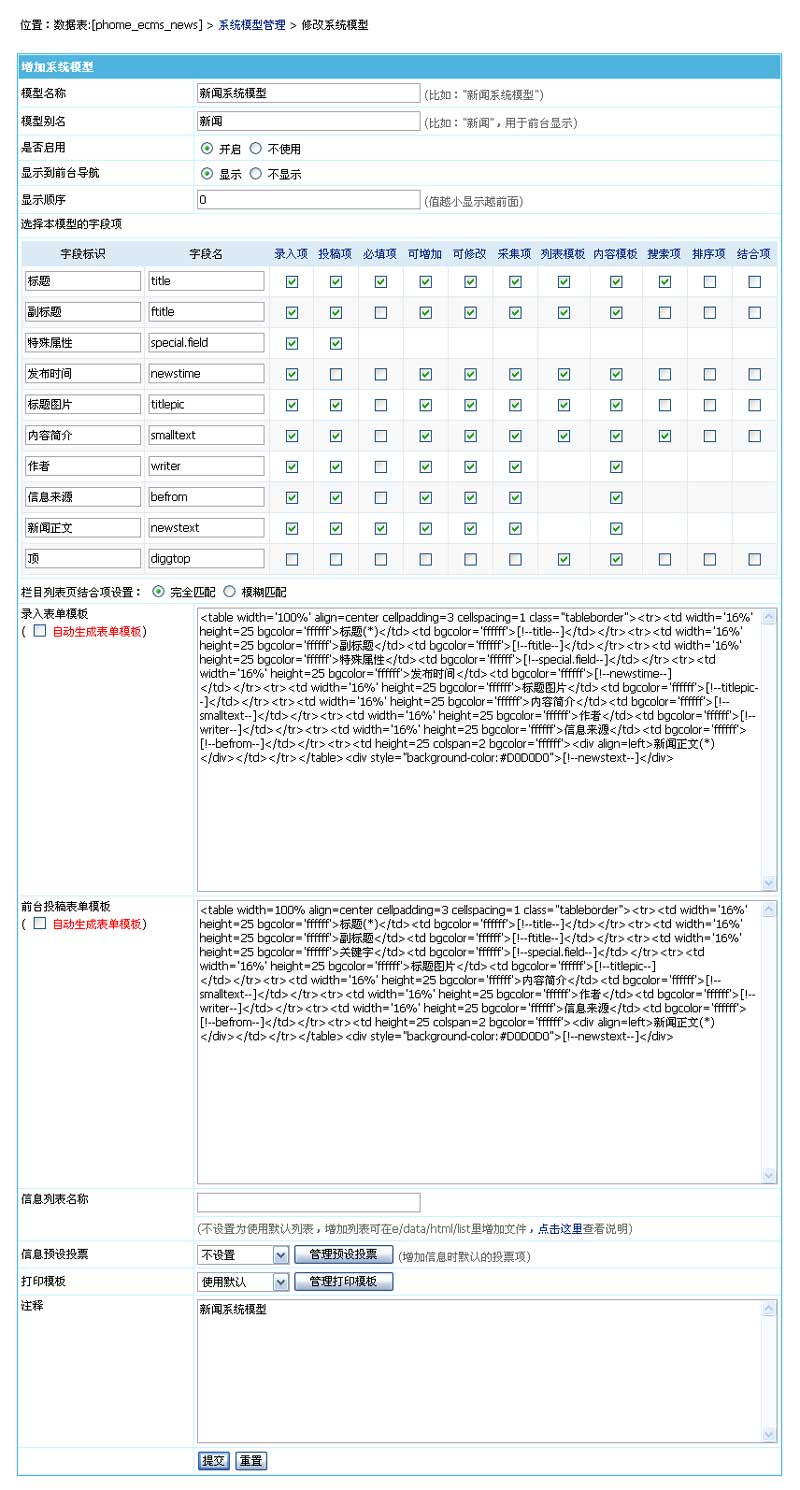 位置：数据表:[phome_ecms_news] > 系统模型管理 > 修改系统模型
增加系统模型
模型名称 新闻系统模型 (比如："新闻系统模型")
模型别名 新闻 (比如："新闻"，用于前台显示)
是否启用 开启 不使用
显示到前台导航 显示 不显示
显示顺序 0 (值越小显示越前面)
选择本模型的字段项
字段标识 字段名 录入项 投稿项 必填项 可增加 可修改 采集项 列表模板 内容模板 搜索项 排序项 结合项
标题 title
副标题 ftitle
特殊属性 special.field
发布时间 newstime
标题图片 titlepic
内容简介 smalltext
作者 writer
信息来源 befrom
新闻正文 newstext
顶 diggtop
栏目列表页结合项设置： 完全匹配 模糊匹配
录入表单模板
( 自动生成表单模板)
<table width='100%' align=center cellpadding=3 cellspacing=1 class="tableborder"><tr><td width='16%'
height=25 bgcolor='ffffff'>标题(*)</td><td bgcolor='ffffff'>[!--title--]</td></tr><tr><td width='16%'
height=25 bgcolor='ffffff'>副标题</td><td bgcolor='ffffff'>[!--ftitle--]</td></tr><tr><td width='16%'
height=25 bgcolor='ffffff'>特殊属性</td><td bgcolor='ffffff'>[!--special.field--]</td></tr><tr><td
width='16%' height=25 bgcolor='ffffff'>发布时间</td><td bgcolor='ffffff'>[!--newstime--]
</td></tr><tr><td width='16%' height=25 bgcolor='ffffff'>标题图片</td><td bgcolor='ffffff'>[!--titlepic-
-]</td></tr><tr><td width='16%' height=25 bgcolor='ffffff'>内容简介</td><td bgcolor='ffffff'>[!--
smalltext--]</td></tr><tr><td width='16%' height=25 bgcolor='ffffff'>作者</td><td bgcolor='ffffff'>[!--
writer--]</td></tr><tr><td width='16%' height=25 bgcolor='ffffff'>信息来源</td><td bgcolor='ffffff'>
[!--befrom--]</td></tr><tr><td height=25 colspan=2 bgcolor='ffffff'><div align=left>新闻正文(*)
</div></td></tr></table><div style="background-color:#D0D0D0">[!--newstext--]</div>
前台投稿表单模板
( 自动生成表单模板)
<table width=100% align=center cellpadding=3 cellspacing=1 class="tableborder"><tr><td width='16%'
height=25 bgcolor='ffffff'>标题(*)</td><td bgcolor='ffffff'>[!--title--]</td></tr><tr><td width='16%'
height=25 bgcolor='ffffff'>副标题</td><td bgcolor='ffffff'>[!--ftitle--]</td></tr><tr><td width='16%'
height=25 bgcolor='ffffff'>关键字</td><td bgcolor='ffffff'>[!--special.field--]</td></tr><tr><td
width='16%' height=25 bgcolor='ffffff'>标题图片</td><td bgcolor='ffffff'>[!--titlepic--]
</td></tr><tr><td width='16%' height=25 bgcolor='ffffff'>内容简介</td><td bgcolor='ffffff'>[!--
smalltext--]</td></tr><tr><td width='16%' height=25 bgcolor='ffffff'>作者</td><td bgcolor='ffffff'>[!--
writer--]</td></tr><tr><td width='16%' height=25 bgcolor='ffffff'>信息来源</td><td bgcolor='ffffff'>
[!--befrom--]</td></tr><tr><td height=25 colspan=2 bgcolor='ffffff'><div align=left>新闻正文(*)
</div></td></tr></table><div style="background-color:#D0D0D0">[!--newstext--]</div>
信息列表名称
(不设置为使用默认列表，增加列表可在e/data/html/list里增加文件，点击这里查看说明)
信息预设投票 不设置 管理预设投票 (增加信息时默认的投票项)
打印模板 使用默认 管理打印模板
注释 新闻系统模型
提交 重置